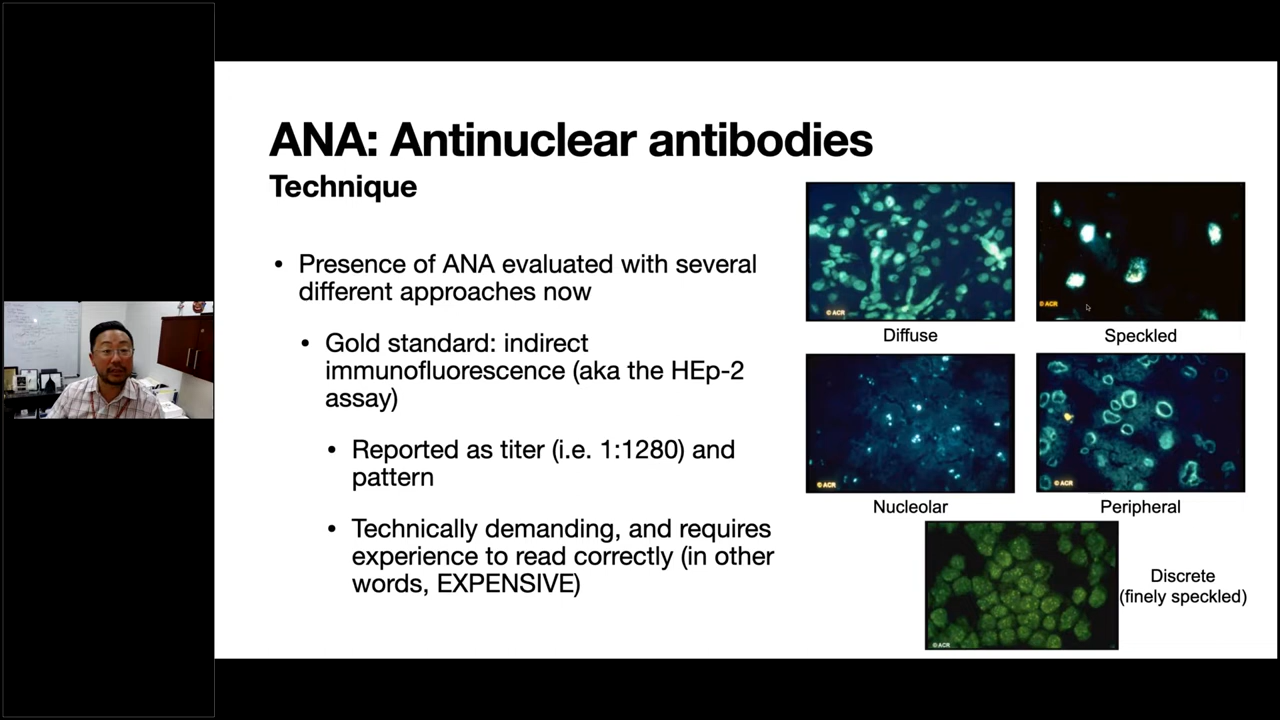 ANA: Antinuclear antibodies
Technique
• Presence of ANA evaluated with several
different approaches now
• Gold standard: indirect
immunofluorescence (aka the HEp-2
assay)
• Reported as titer (i.e. 1:1280) and
pattern
• Technically demanding, and requires
experience to read correctly (in other
words, EXPENSIVE)
© ACR
Diffuse
© ACR
Speckled
© ACR
Nucleolar
© ACR
Peripheral
© ACR
Discrete
(finely speckled)